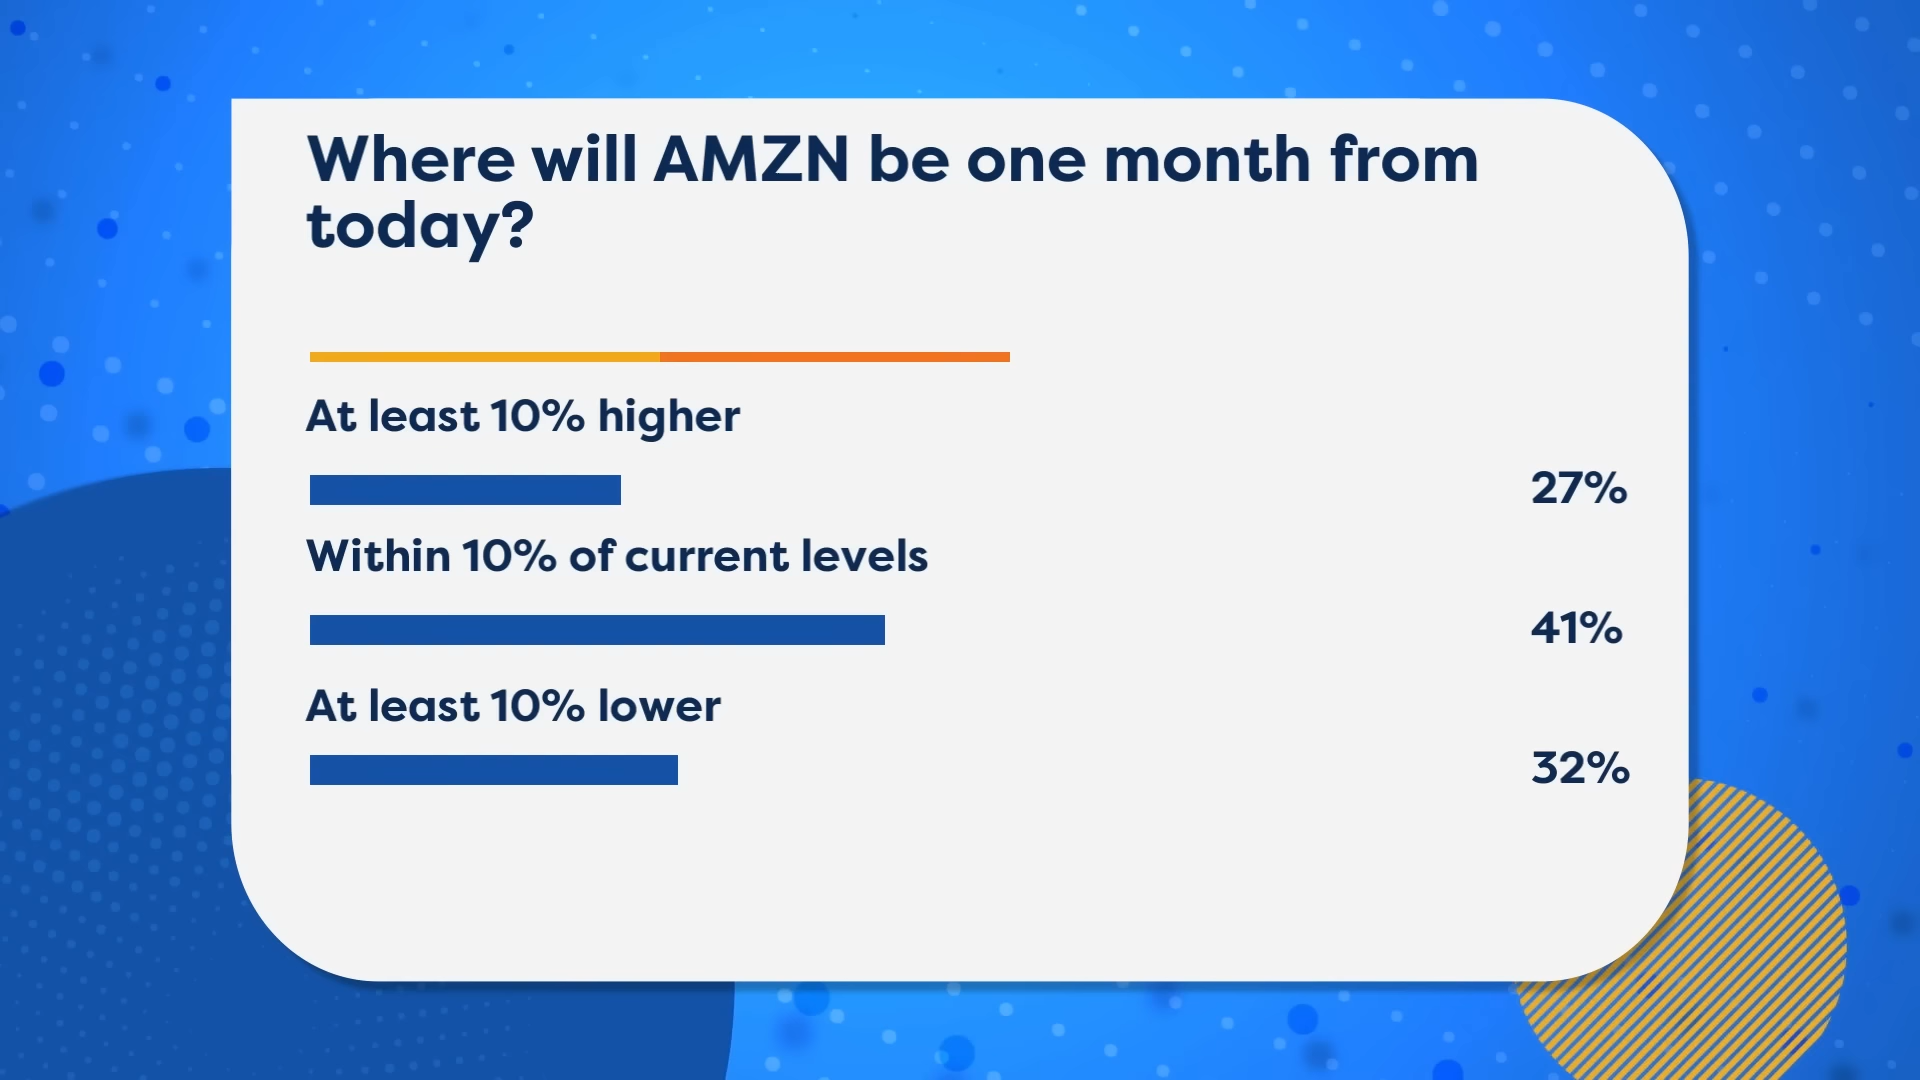 Where will AMZN be one month from
today?
At least 10% higher
27%
Within 10% of current levels
41%
At least 10% lower
32%